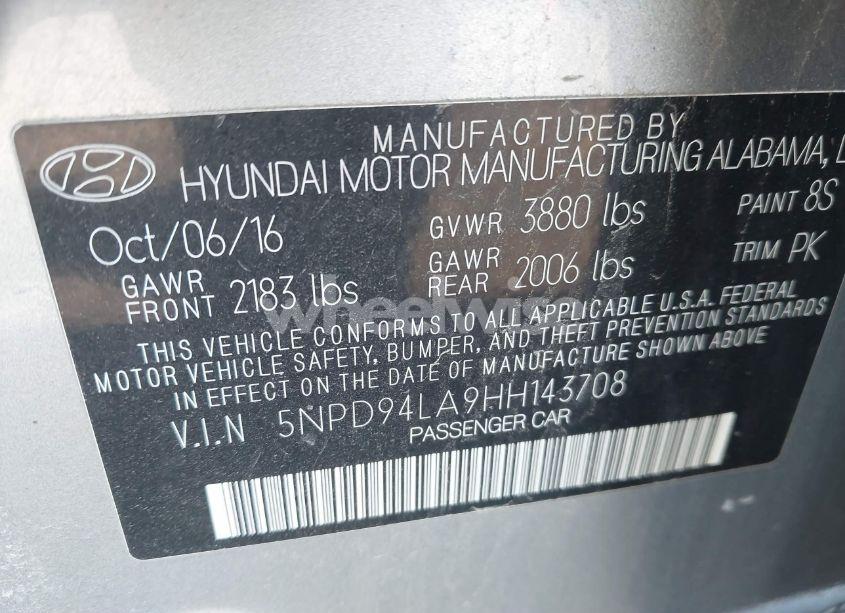 MANUFACTURED BY
HYUNDAI MOTOR MANUFACTURING ALABAMA,
Oct/06/16 GVWR 3880 lbs PAINT 8S
GAWR FRONT 2183 lbs GAWR REAR 2006 lbs TRIM PK
wheelwise
THIS VEHICLE CONFORMS TO ALL APPLICABLE U.S.A. FEDERAL
MOTOR VEHICLE SAFETY, BUMPER, AND THEFT PREVENTION STANDARDS
IN EFFECT ON THE DATE OF MANUFACTURE SHOWN ABOVE
V.I.N 5NPD94LA9HH143708
PASSENGER CAR